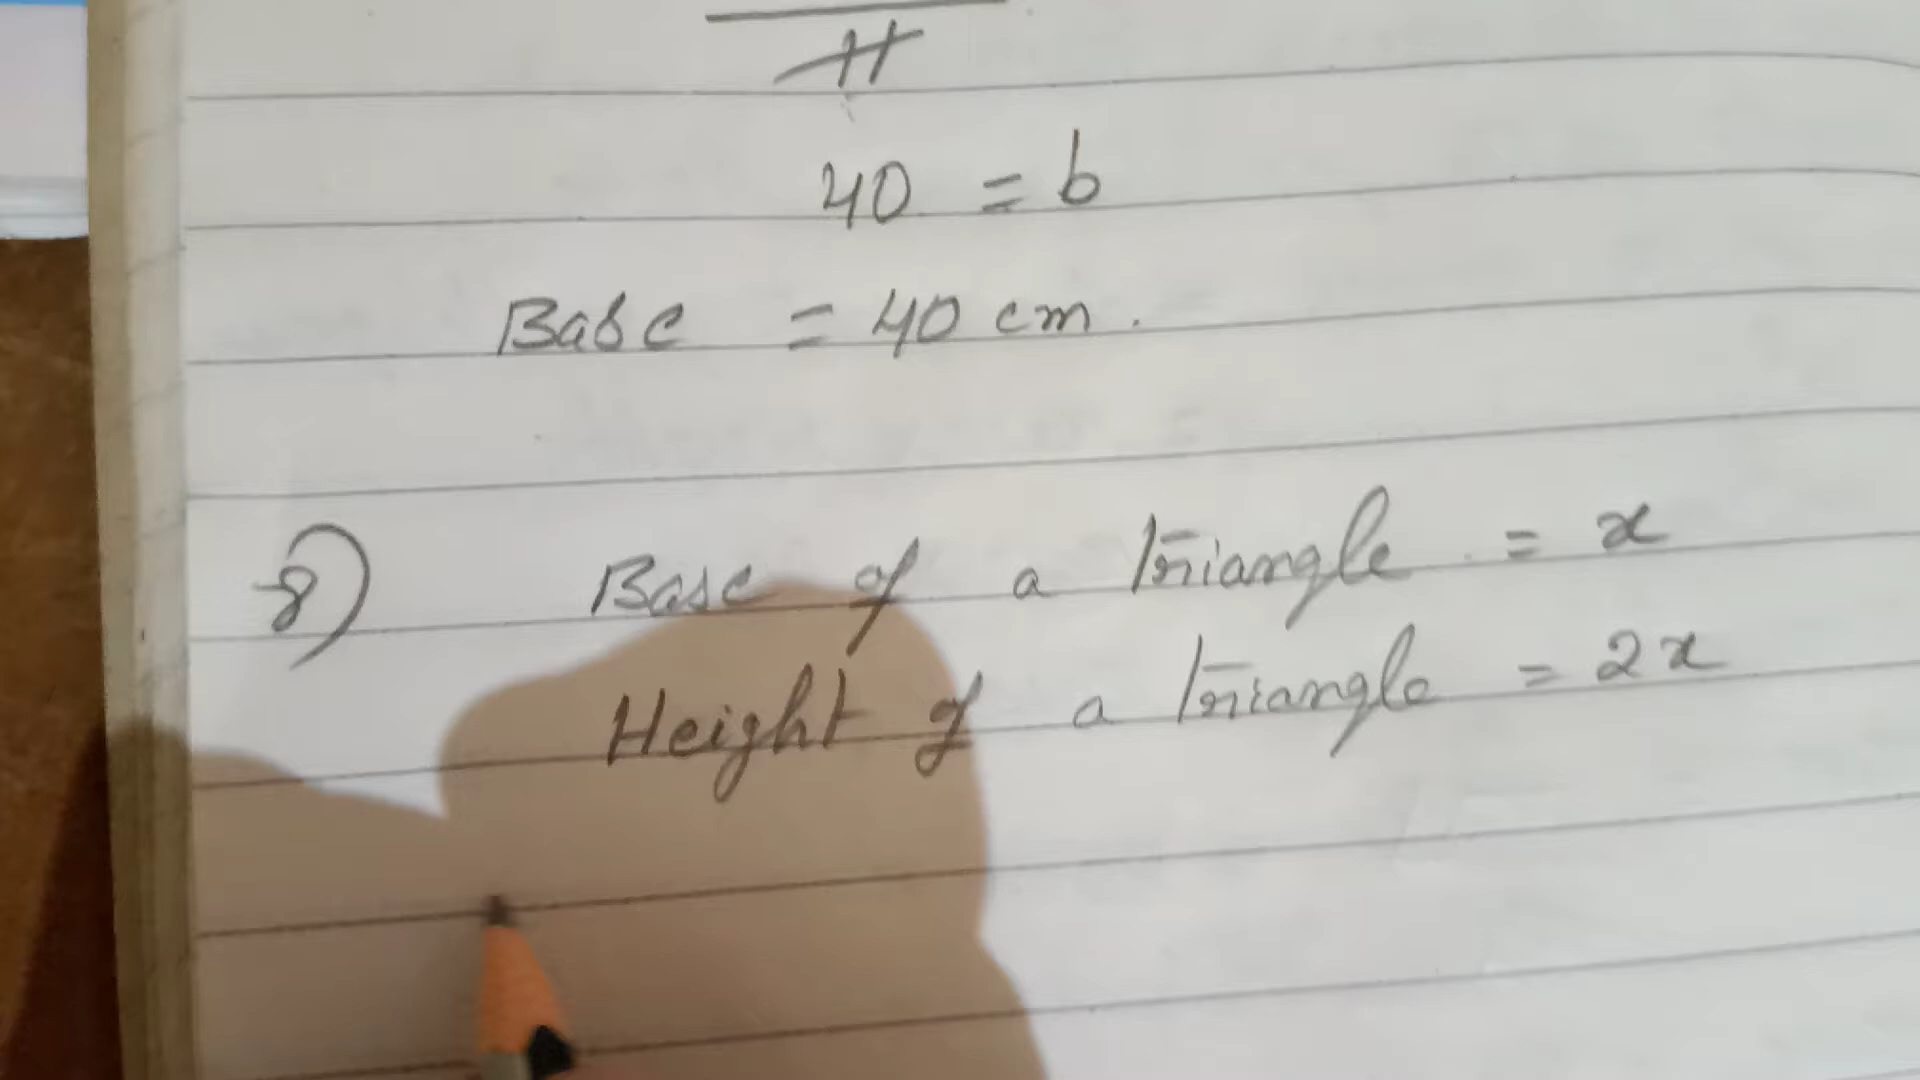 H
40 = b
Base = 40 cm.
8) Base of a triangle = x
Height of a triangle = 2x